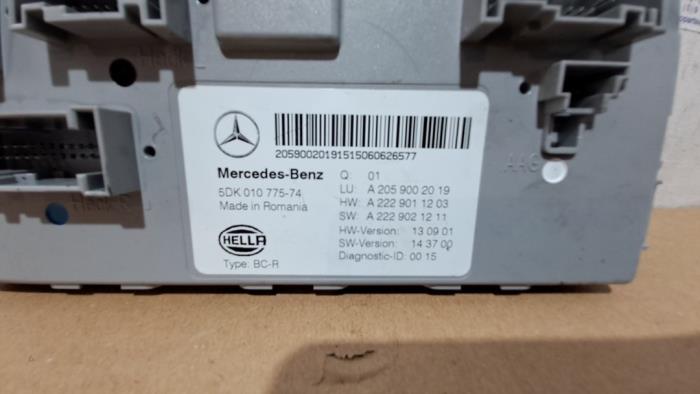 20590020191515060626577
Mercedes-Benz
5DK 010 775-74
Made in Romania
HELLA
Type: BC-R
Q: 01
LU: A 205 900 20 19
HW: A 222 901 12 03
SW: A 222 902 12 11
HW-Version: 13 09 01
SW-Version: 14 37 00
Diagnostic-ID: 00 15
AAG